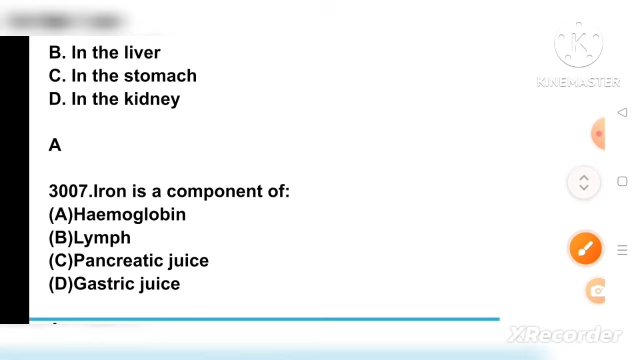 B. In the liver
C. In the stomach
D. In the kidney
A
3007.Iron is a component of:
(A)Haemoglobin
(B)Lymph
(C)Pancreatic juice
(D)Gastric juice
K
KINEMASTER
XRecorder